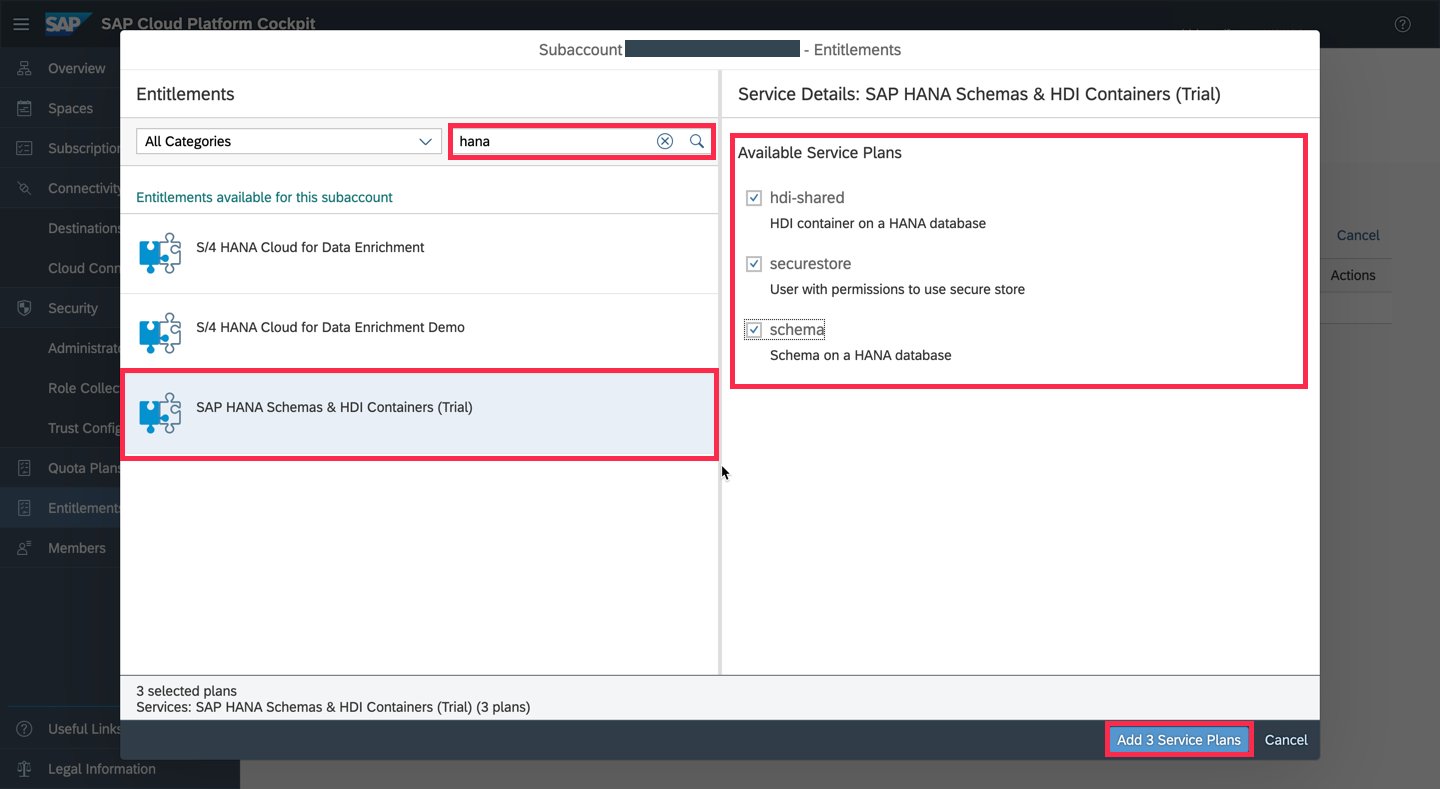 SAP SAP Cloud Platform Cockpit
Overview
Spaces
Subscription
Connectivity
Destinations
Cloud Conn
Security
Administrato
Role Collec
Trust Config
Quota Plans
Entitlements
Members
Useful Links
Legal Information
Subaccount - Entitlements
Entitlements
All Categories
hana
Entitlements available for this subaccount
S/4 HANA Cloud for Data Enrichment
S/4 HANA Cloud for Data Enrichment Demo
SAP HANA Schemas & HDI Containers (Trial)
Service Details: SAP HANA Schemas & HDI Containers (Trial)
Available Service Plans
hdi-shared
HDI container on a HANA database
securestore
User with permissions to use secure store
schema
Schema on a HANA database
3 selected plans
Services: SAP HANA Schemas & HDI Containers (Trial) (3 plans)
Add 3 Service Plans
Cancel
Cancel
Actions